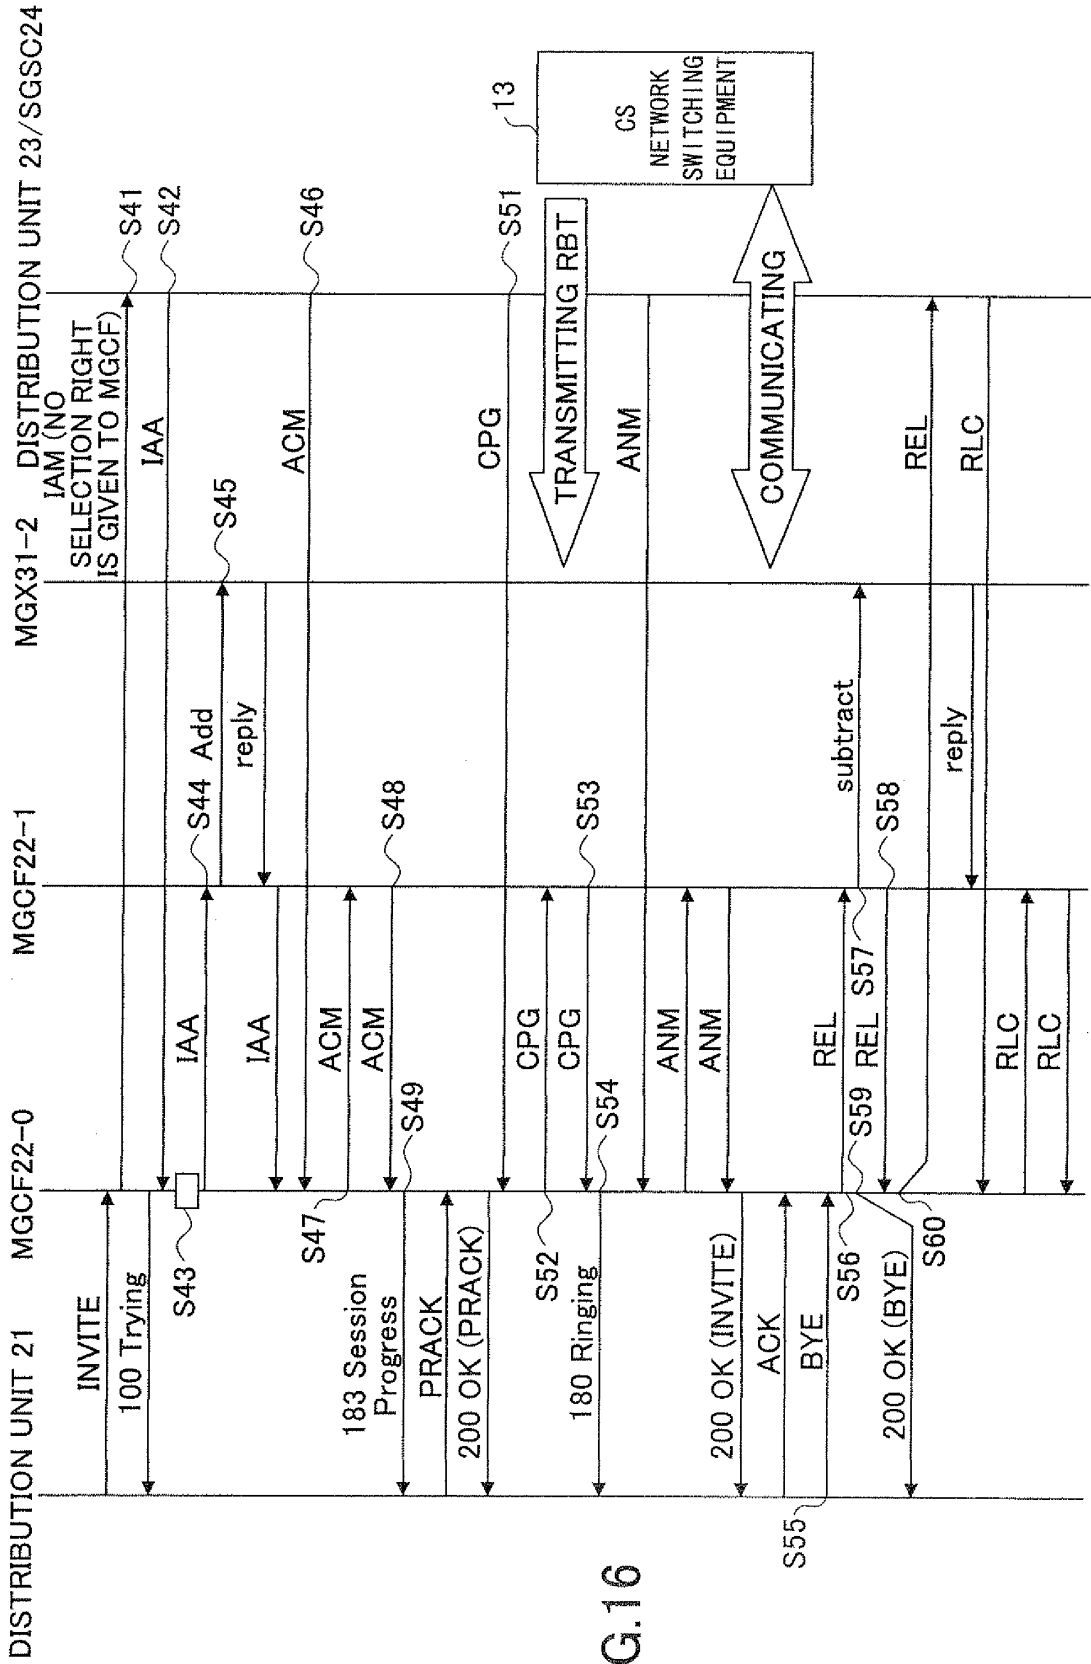 DISTRIBUTION UNIT 21
MGCF22-0
MGCF22-1
MGX31-2
DISTRIBUTION UNIT 23/SGSC24
INVITE
IAM (NO
SELECTION RIGHT
IS GIVEN TO MGCF)
S41
100 Trying
IAA
S42
S43
IAA
S44
Add
S45
reply
IAA
ACM
S46
S47
ACM
ACM
S48
183 Session
Progress
S49
PRACK
200 OK (PRACK)
CPG
S51
S52
CPG
CPG
S53
180 Ringing
S54
TRANSMITTING RBT
13
CS
NETWORK
SWITCHING
EQUIPMENT
ANM
ANM
ANM
200 OK (INVITE)
ACK
COMMUNICATING
BYE
S55
S56
REL
S57
subtract
S59
REL
S58
200 OK (BYE)
S60
REL
reply
RLC
RLC
RLC
G.16